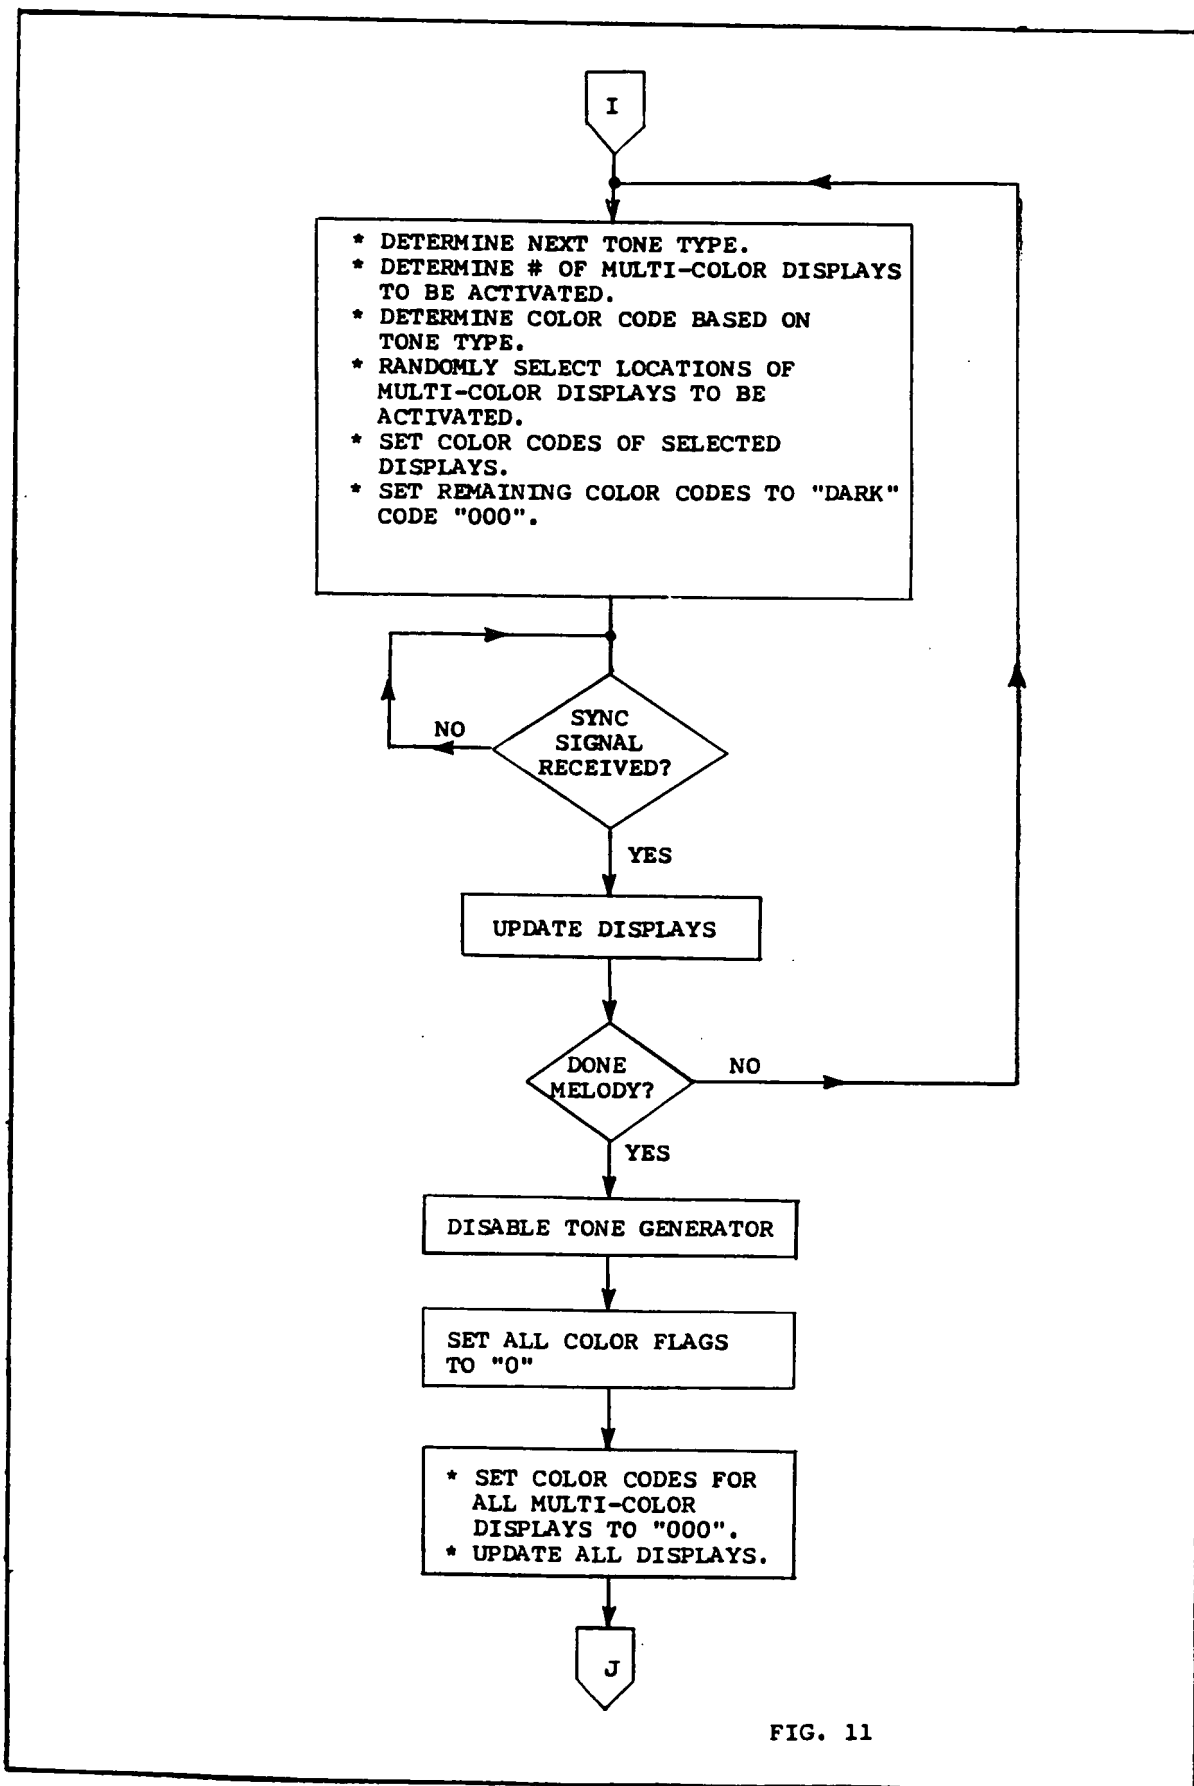 I
* DETERMINE NEXT TONE TYPE.
* DETERMINE # OF MULTI-COLOR DISPLAYS
TO BE ACTIVATED.
* DETERMINE COLOR CODE BASED ON
TONE TYPE.
* RANDOMLY SELECT LOCATIONS OF
MULTI-COLOR DISPLAYS TO BE
ACTIVATED.
* SET COLOR CODES OF SELECTED
DISPLAYS.
* SET REMAINING COLOR CODES TO "DARK"
CODE "000".
SYNC
SIGNAL
RECEIVED?
NO
YES
UPDATE DISPLAYS
DONE
MELODY?
NO
YES
DISABLE TONE GENERATOR
SET ALL COLOR FLAGS
TO "0"
* SET COLOR CODES FOR
ALL MULTI-COLOR
DISPLAYS TO "000".
* UPDATE ALL DISPLAYS.
J
FIG. 11